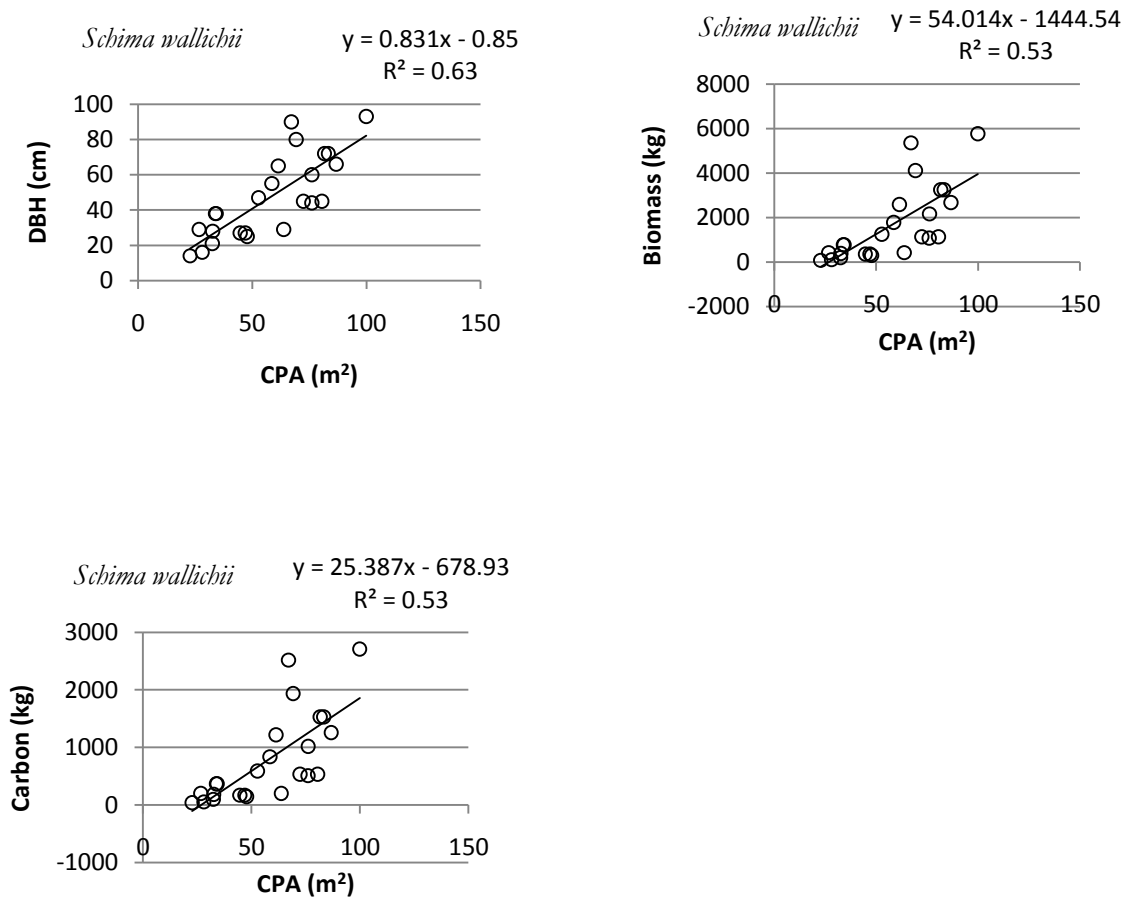 Schima wallichii
y = 0.831x - 0.85
R² = 0.63
100
80
60
40
20
0
0 50 100 150
DBH (cm)
CPA (m²)
Schima wallichii
y = 54.014x - 1444.54
R² = 0.53
8000
6000
4000
2000
0
-2000
0 50 100 150
Biomass (kg)
CPA (m²)
Schima wallichii
y = 25.387x - 678.93
R² = 0.53
3000
2000
1000
0
-1000
0 50 100 150
Carbon (kg)
CPA (m²)